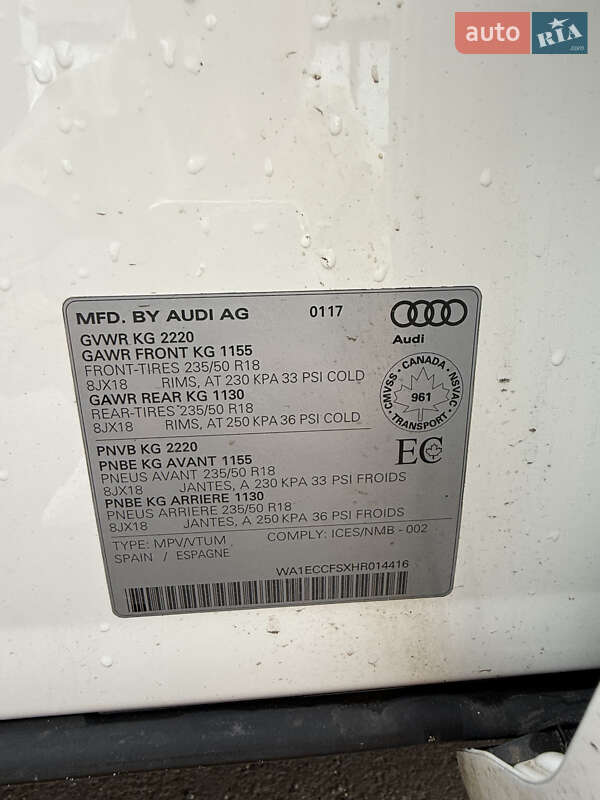 auto RIA .com
MFD. BY AUDI AG 0117
Audi
GVWR KG 2220
GAWR FRONT KG 1155
FRONT-TIRES 235/50 R18
8JX18 RIMS, AT 230 KPA 33 PSI COLD
GAWR REAR KG 1130
REAR-TIRES 235/50 R18
8JX18 RIMS, AT 250 KPA 36 PSI COLD
CMVSS - CANADA - NSVAC
961
TRANSPORT
PNVB KG 2220
PNBE KG AVANT 1155
PNEUS AVANT 235/50 R18
8JX18 JANTES, A 230 KPA 33 PSI FROIDS
PNBE KG ARRIERE 1130
PNEUS ARRIERE 235/50 R18
8JX18 JANTES, A 250 KPA 36 PSI FROIDS
EC
TYPE: MPV/VTUM COMPLY: ICES/NMB - 002
SPAIN / ESPAGNE
WA1ECCFSXHR014416